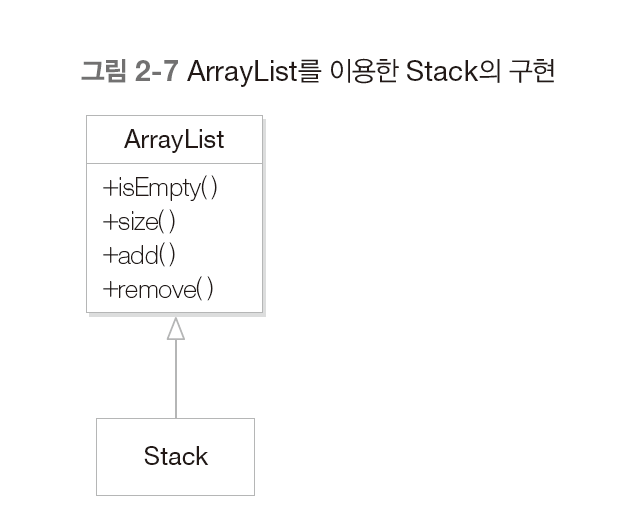 그림 2-7 ArrayList를 이용한 Stack의 구현
ArrayList
+isEmpty()
+size()
+add()
+remove()
Stack